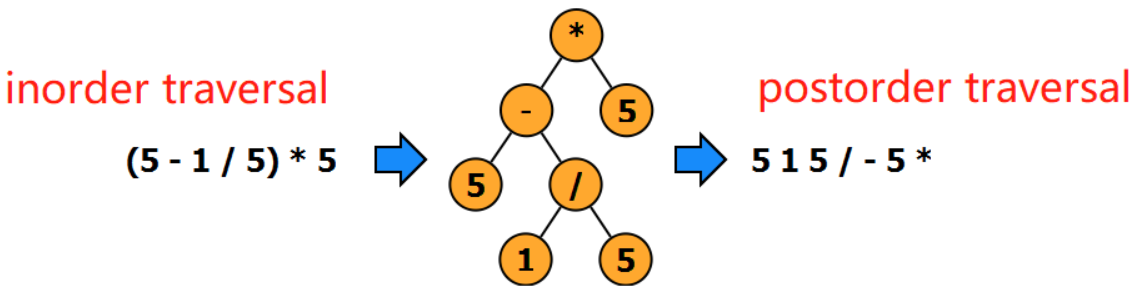 *
inorder traversal
postorder traversal
-
5
(5 - 1 / 5) * 5
5 1 5 / - 5 *
5
/
1
5